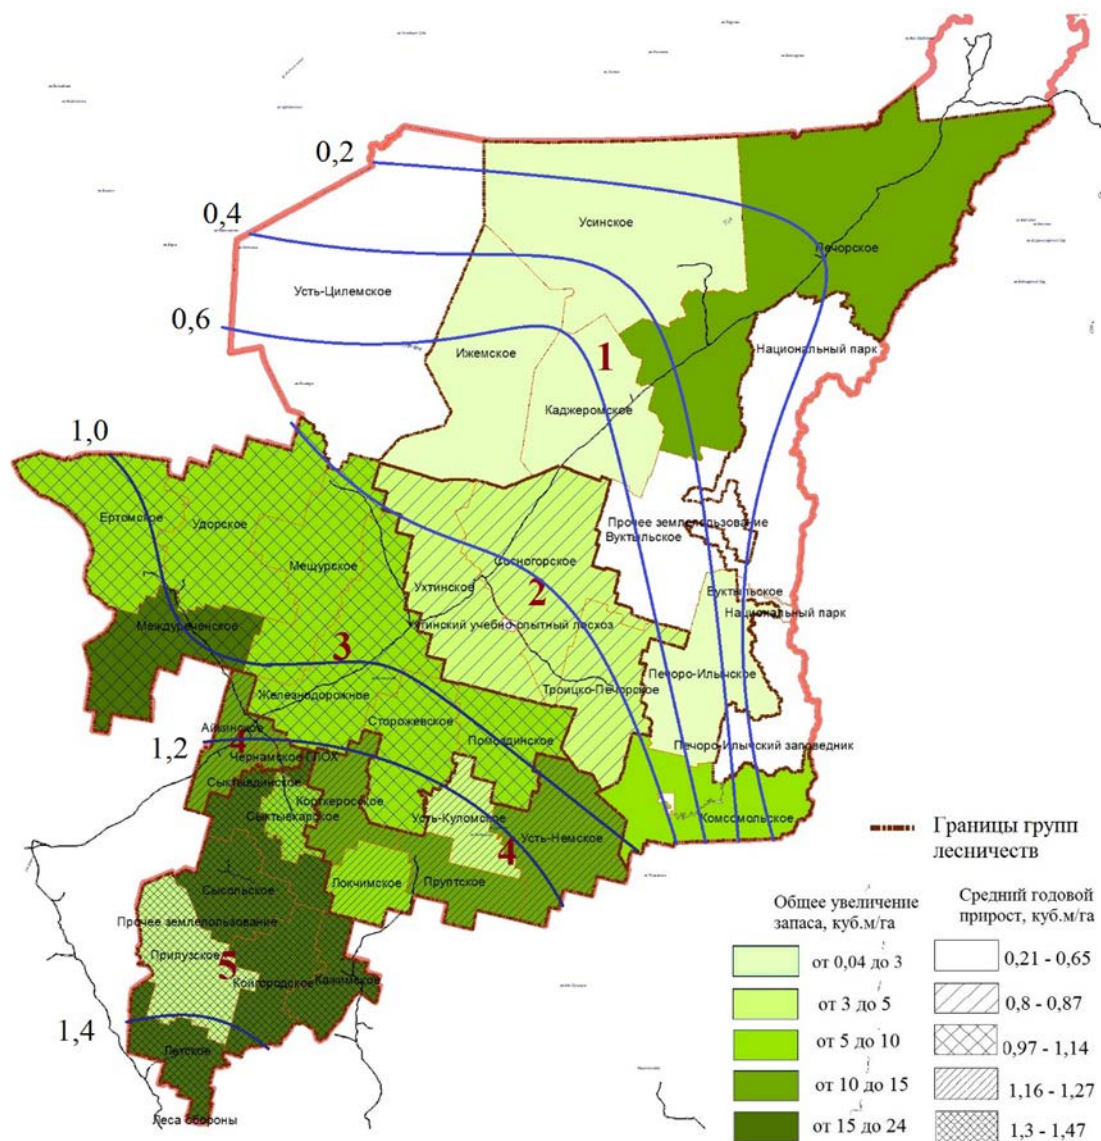 0,2
0,4
0,6
Усинское
Печорское
Усть-Цилемское
Национальный парк
Ижемское
1
Каджеромское
1,0
Ертомское
Удорское
Мещурское
Прочее землепользование
Вуктыльское
Сосногорское
Ухтинское
2
Вуктыльское
Национальный парк
Ухтинский учебно-опытный лесхоз
Междуреченское
3
Печоро-Илычское
Троицко-Печорское
Железнодорожное
Сторожевское
Помоздинское
Печоро-Илычский заповедник
Айкинское
4
1,2
Чернамское ГЛОХ
Сыктывдинское
Корткеросское
Сыктывкарское
Усть-Куломское
Усть-Немское
Комсомольское
4
Локчимское
Пруптское
Сысольское
Прочее землепользование
Прилузское
5
Койгородское
Кажимское
1,4
Летское
Леса обороны
Границы групп
лесничеств
Общее увеличение
запаса, куб.м/га
от 0,04 до 3
от 3 до 5
от 5 до 10
от 10 до 15
от 15 до 24
Средний годовой
прирост, куб.м/га
0,21 - 0,65
0,8 - 0,87
0,97 - 1,14
1,16 - 1,27
1,3 - 1,47